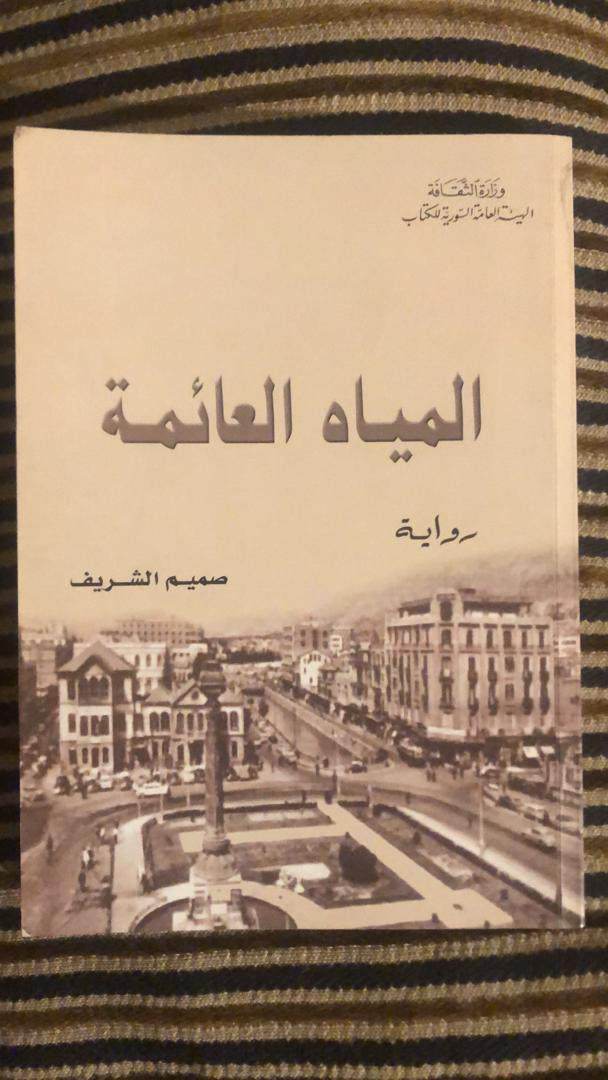 وزارة الثقافة
الهيئة العامة السورية للكتاب
المياه العائمة
رواية
صميم الشريف